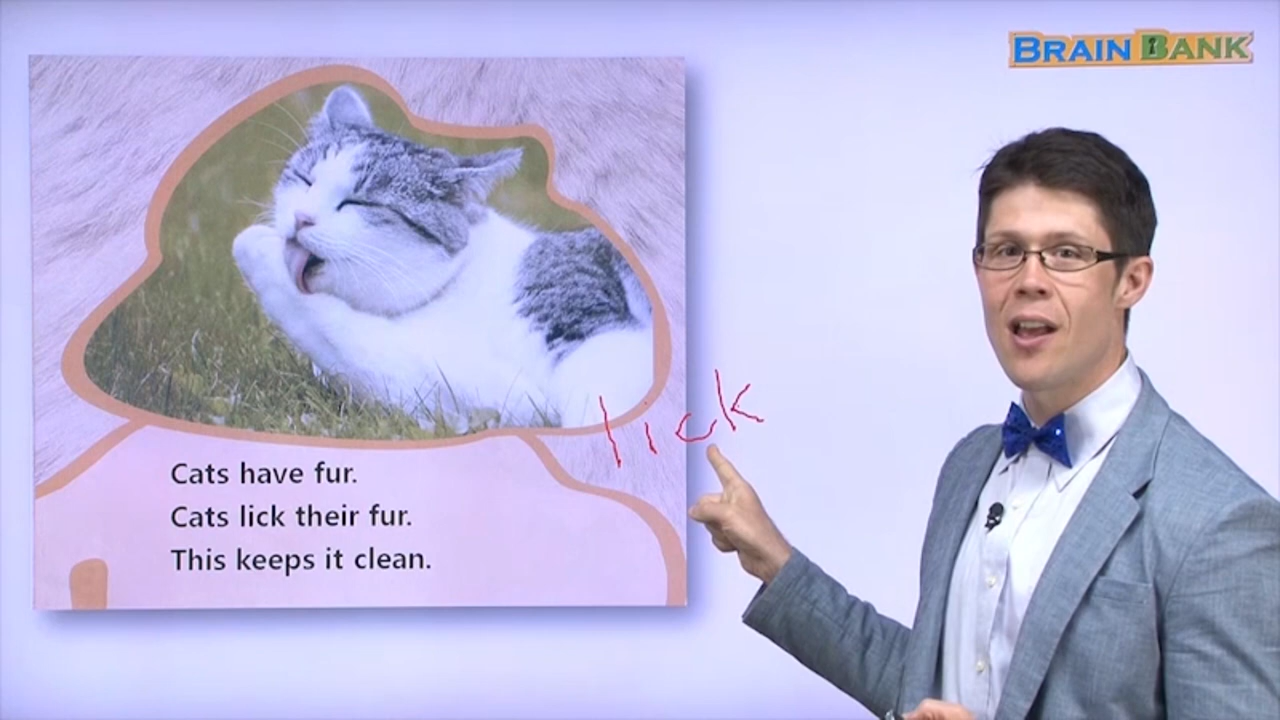 BRAIN BANK
Cats have fur.
Cats lick their fur.
This keeps it clean.
lick